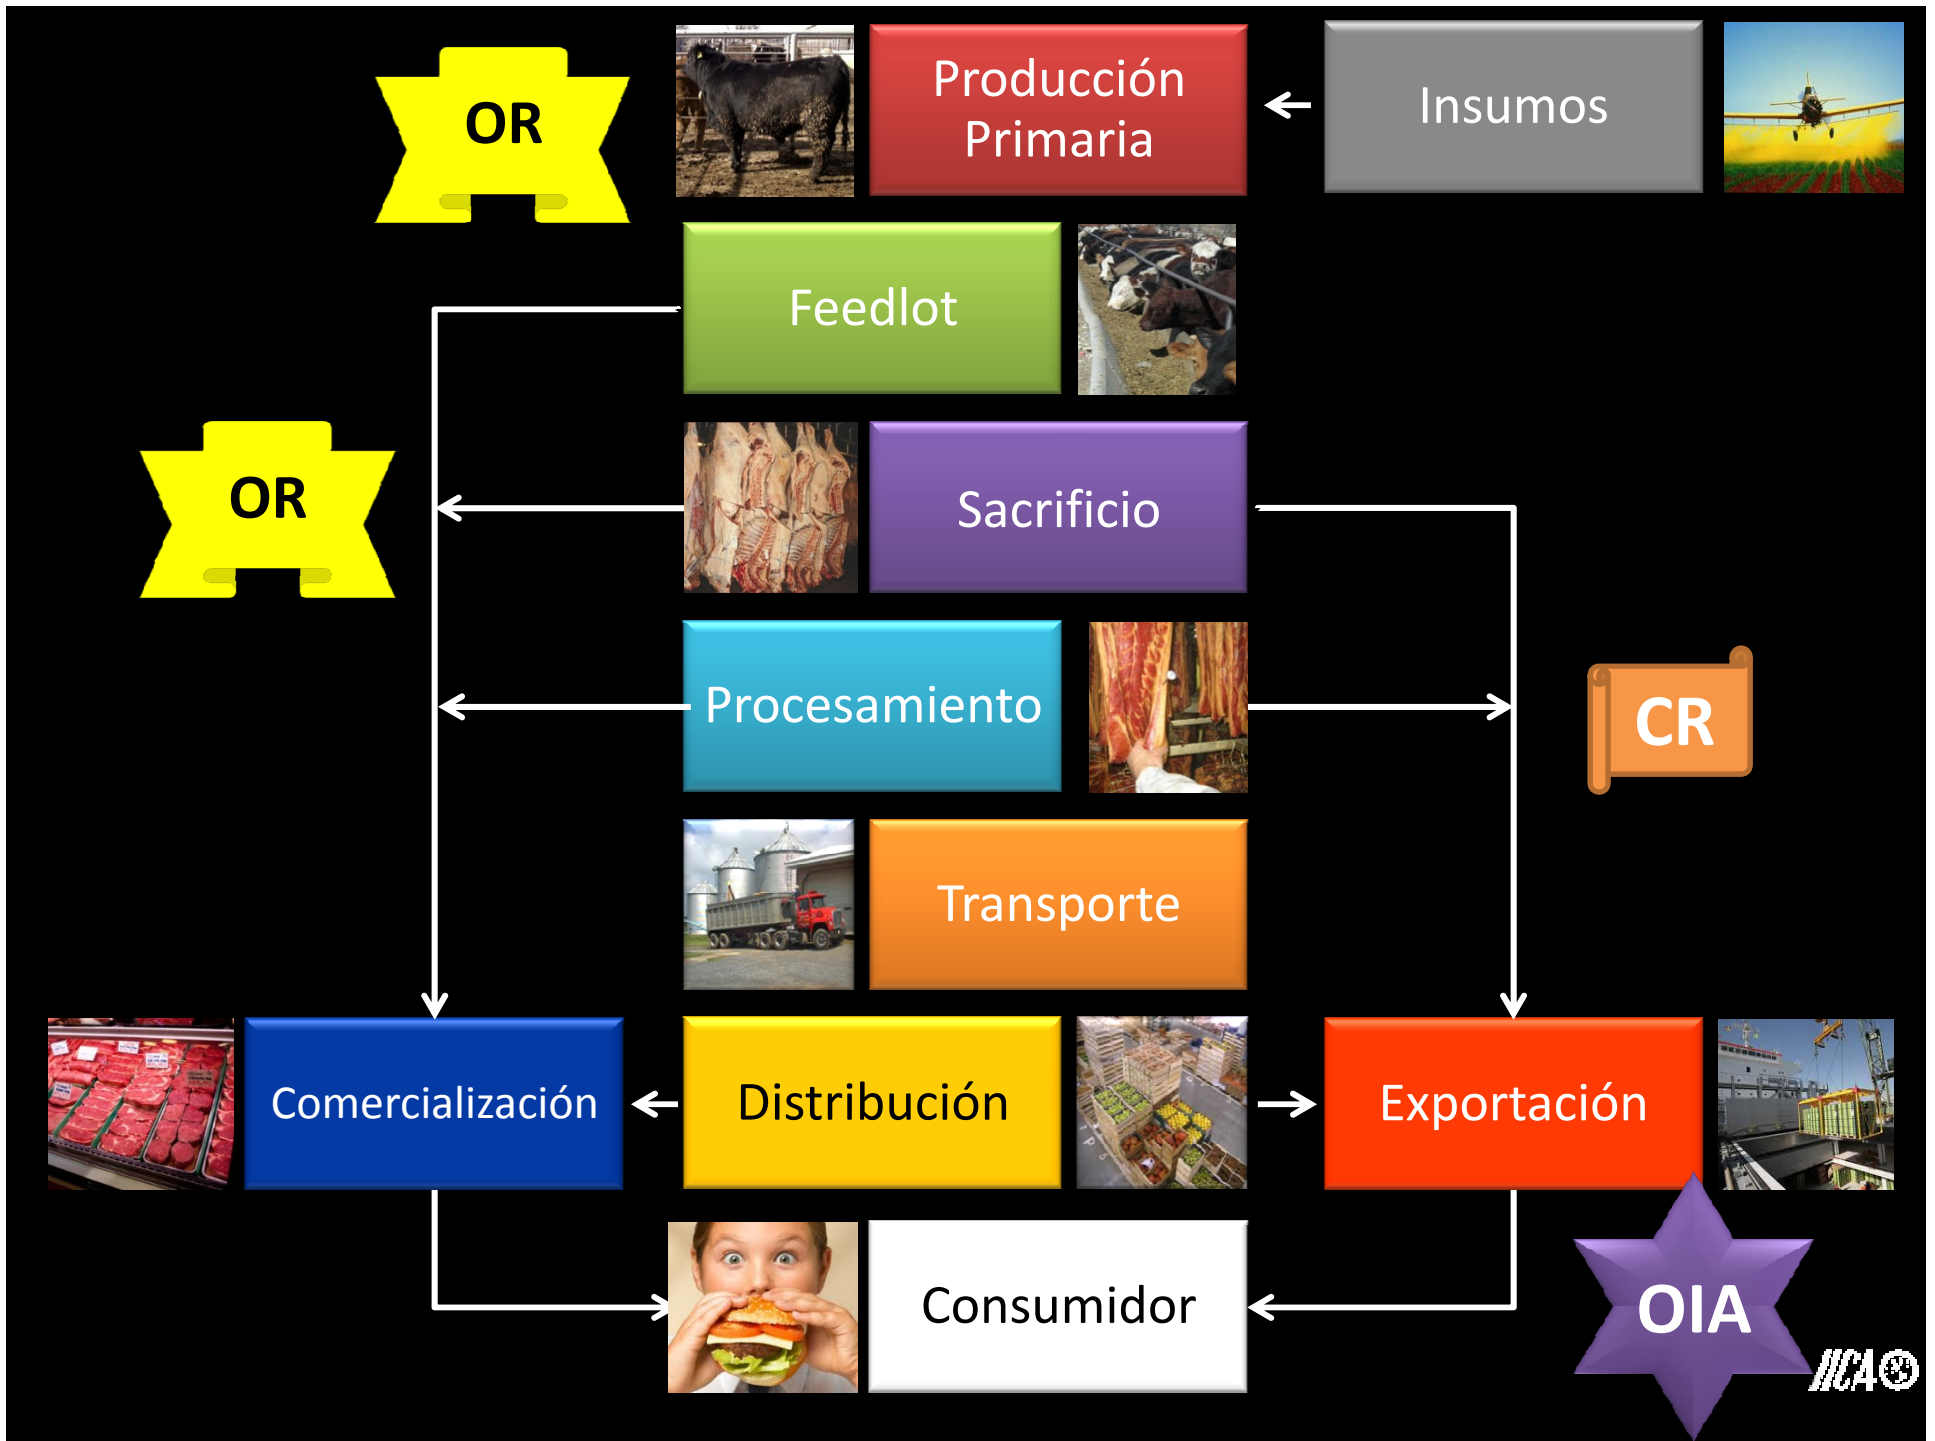 OR
Producción
Primaria
Insumos
Feedlot
OR
Sacrificio
Procesamiento
CR
Transporte
Comercialización
Distribución
Exportación
Consumidor
OIA
IICA